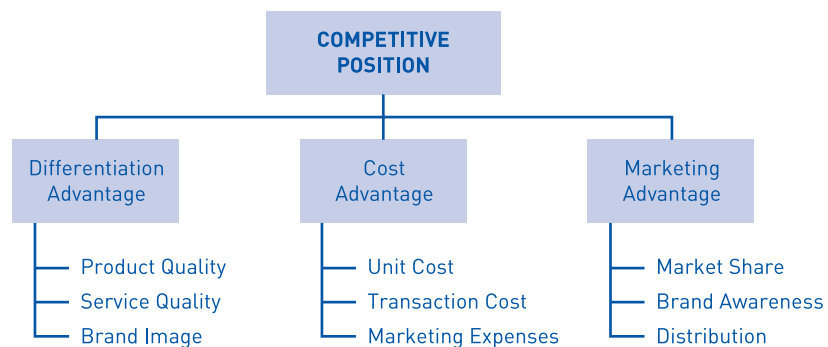 COMPETITIVE
POSITION
Differentiation
Advantage
Cost
Advantage
Marketing
Advantage
Product Quality
Service Quality
Brand Image
Unit Cost
Transaction Cost
Marketing Expenses
Market Share
Brand Awareness
Distribution